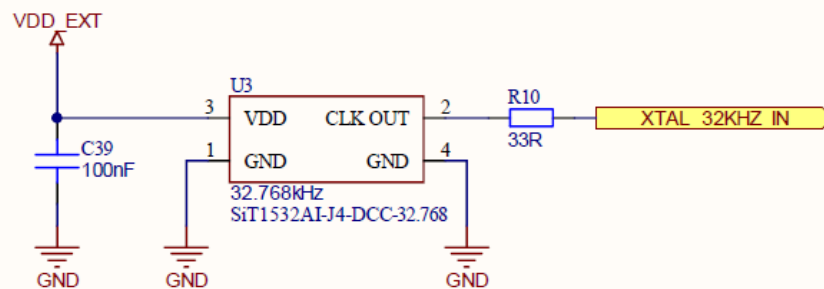 VDD_EXT
U3
3 VDD CLK OUT 2
R10
33R
XTAL_32KHZ_IN
C39
100nF
1 GND GND 4
32.768kHz
SiT1532AI-J4-DCC-32.768
GND GND GND